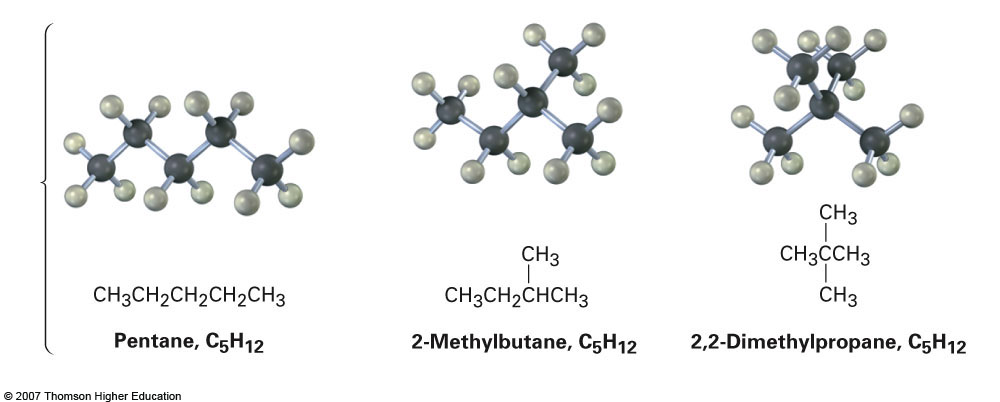 CH3CH2CH2CH2CH3
Pentane, C5H12
CH3
CH3CH2CHCH3
2-Methylbutane, C5H12
CH3
CH3CCH3
CH3
2,2-Dimethylpropane, C5H12
© 2007 Thomson Higher Education